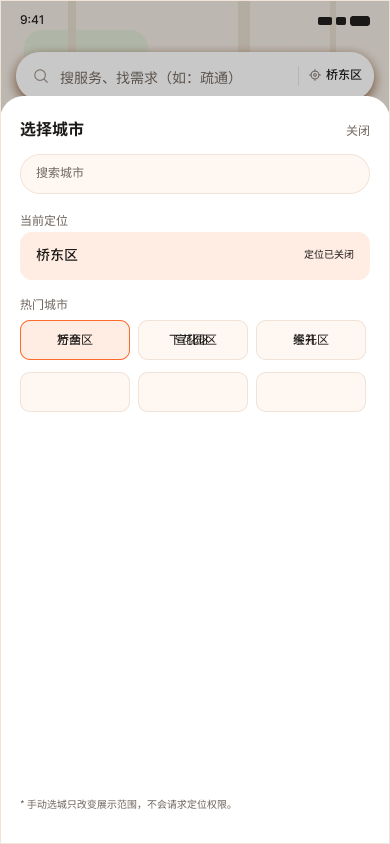 9:41
搜服务、找需求（如：疏通）
桥东区
选择城市
关闭
搜索城市
当前定位
桥东区
定位已关闭
热门城市
* 手动选城只改变展示范围，不会请求定位权限。